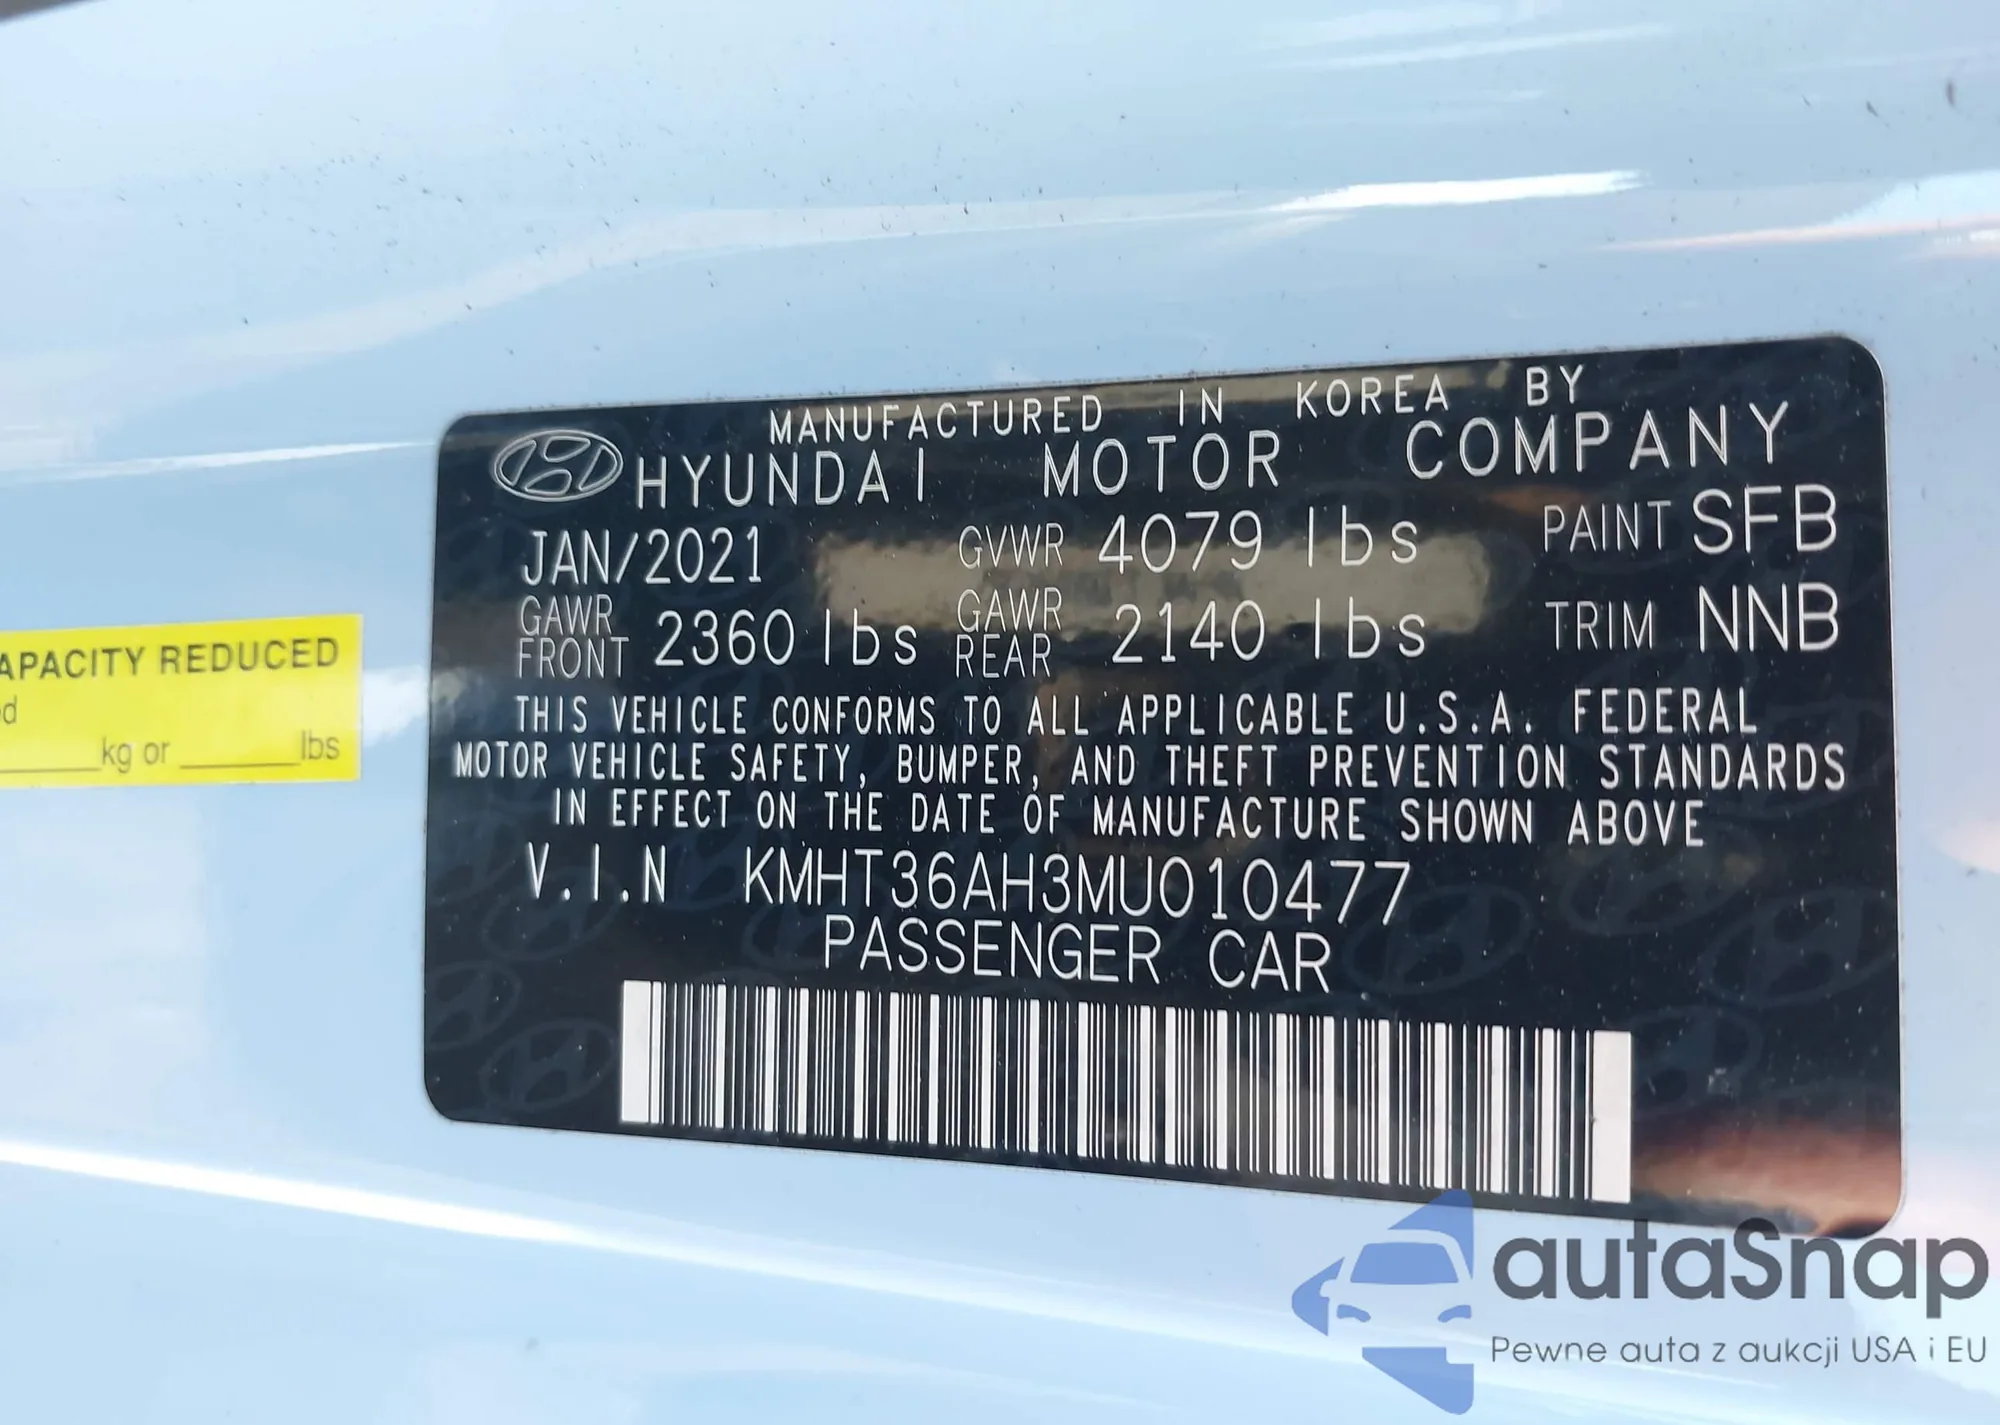 MANUFACTURED IN KOREA BY
HYUNDAI MOTOR COMPANY
JAN/2021 GVWR 4079 lbs PAINT SFB
GAWR FRONT 2360 lbs GAWR REAR 2140 lbs TRIM NNB
THIS VEHICLE CONFORMS TO ALL APPLICABLE U.S.A. FEDERAL
MOTOR VEHICLE SAFETY, BUMPER, AND THEFT PREVENTION STANDARDS
IN EFFECT ON THE DATE OF MANUFACTURE SHOWN ABOVE
V.I.N KMHT36AH3MU010477
PASSENGER CAR
REDUCED
kg or lbs
autaSnap
Pewne auta z aukcji USA i EU